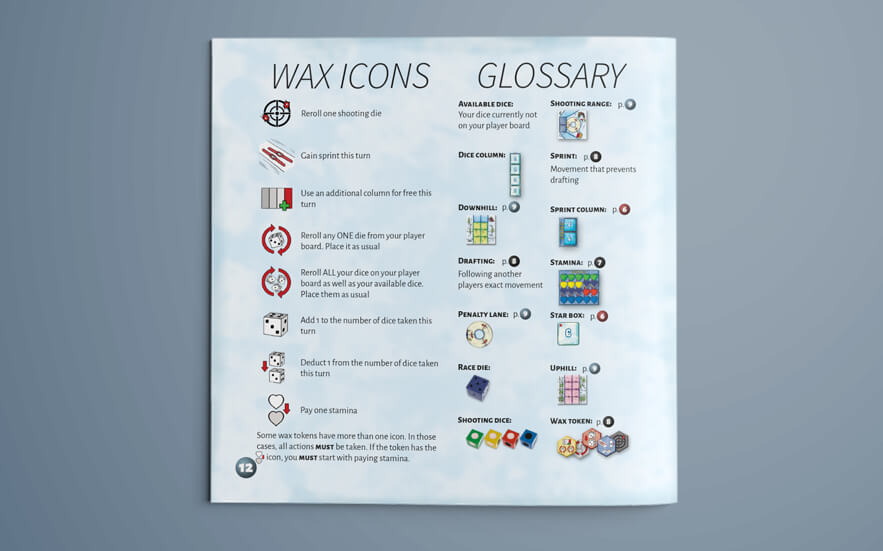 WAX ICONS
Reroll one shooting die
Gain sprint this turn
Use an additional column for free this
turn
Reroll any ONE die from your player
board. Place it as usual
Reroll ALL your dice on your player
board as well as your available dice.
Place them as usual
Add 1 to the number of dice taken this
turn
Deduct 1 from the number of dice taken
this turn
Pay one stamina
Some wax tokens have more than one icon. In those
cases, all actions MUST be taken. If the token has the
icon, you MUST start with paying stamina.
12
GLOSSARY
AVAILABLE DICE:
Your dice currently not
on your player board
DICE COLUMN:
DOWNHILL: p. 9
DRAFTING: p. 8
Following another
players exact movement
PENALTY LANE: p. 9
RACE DIE:
SHOOTING DICE:
SHOOTING RANGE: p. 9
SPRINT: p. 8
Movement that prevents
drafting
SPRINT COLUMN: p. 6
STAMINA: p. 7
STAR BOX: p. 6
UPHILL: p. 9
WAX TOKEN: p. 8